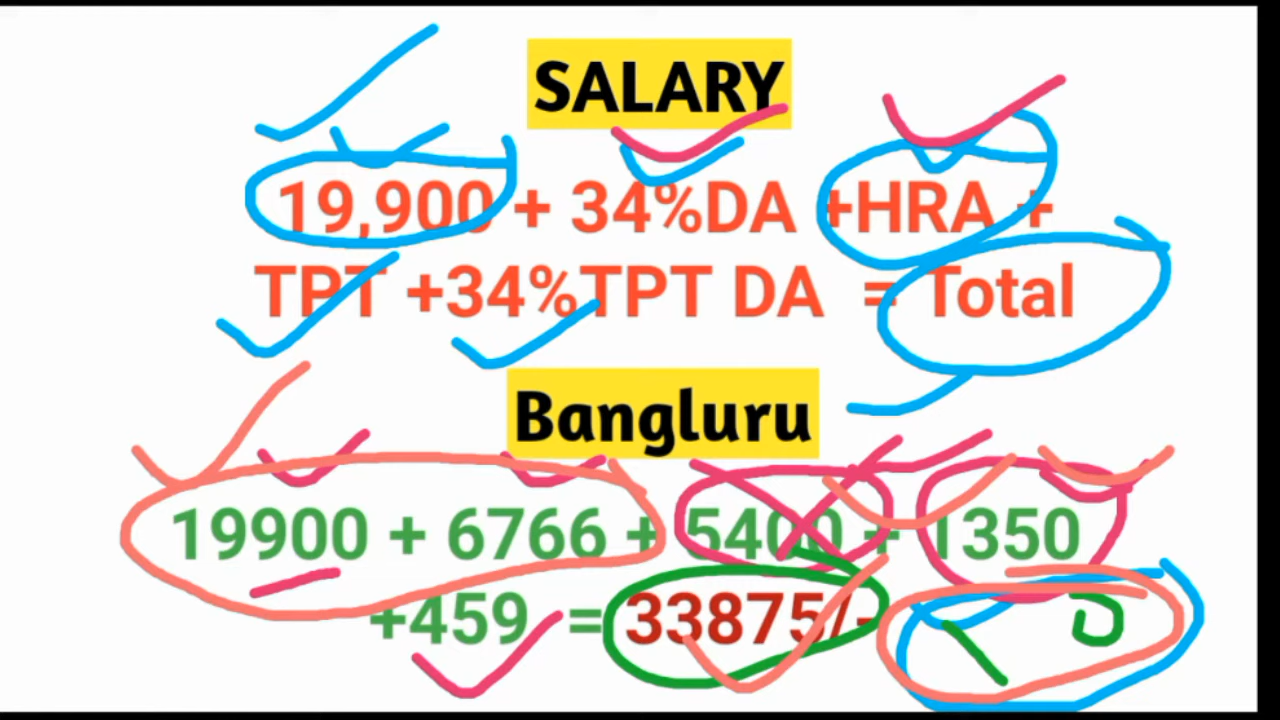 SALARY
19,900 + 34%DA +HRA +
TPT +34%TPT DA = Total
Bangluru
19900 + 6766 + 5400 + 1350
+459 = 33875/-